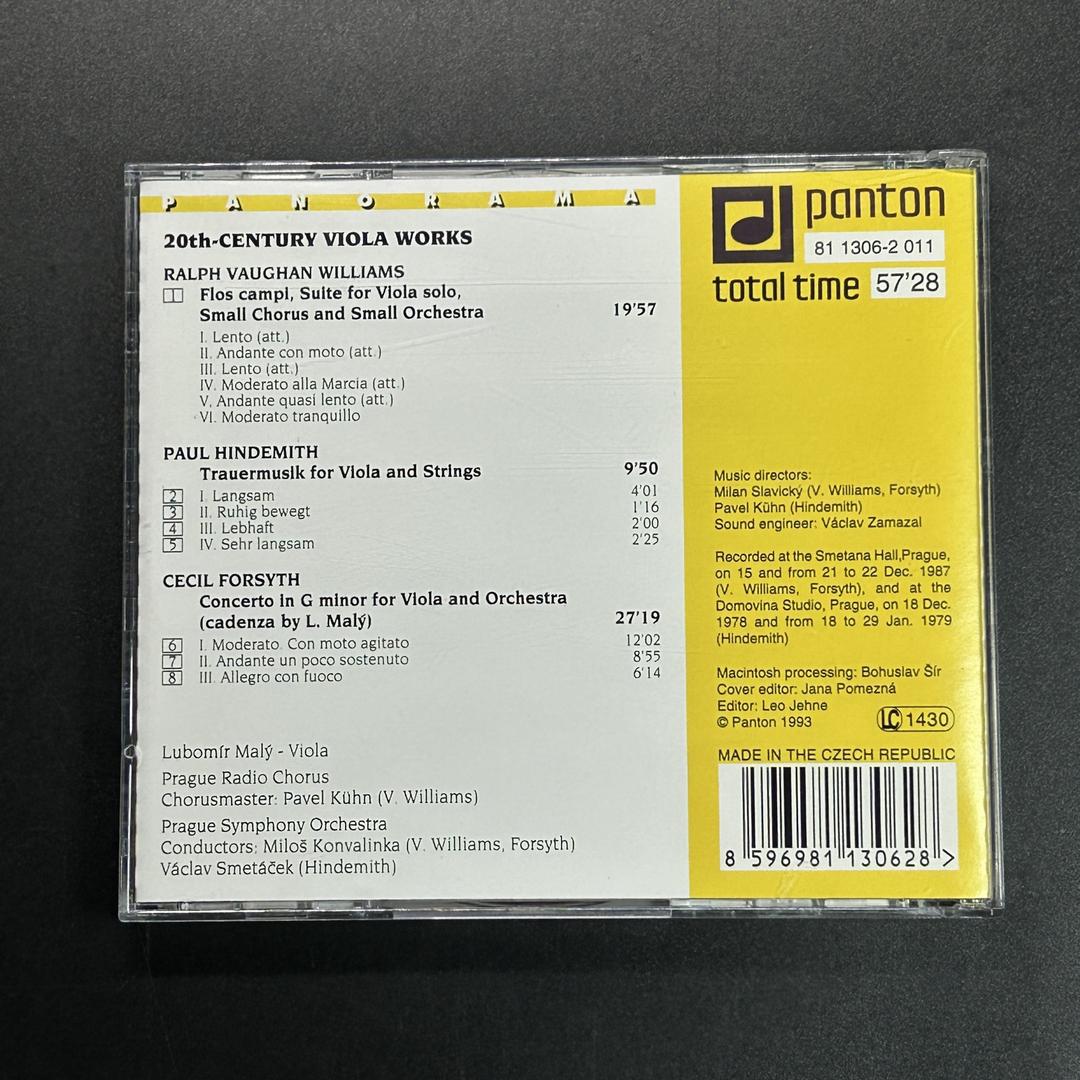 PANORAMA
20th-CENTURY VIOLA WORKS
RALPH VAUGHAN WILLIAMS
Flos campi, Suite for Viola solo,
Small Chorus and Small Orchestra 19'57
I. Lento (att.)
II. Andante con moto (att.)
III. Lento (att.)
IV. Moderato alla Marcia (att.)
V. Andante quasi lento (att.)
VI. Moderato tranquillo
PAUL HINDEMITH
Trauermusik for Viola and Strings 9'50
2 I. Langsam 4'01
3 II. Ruhig bewegt 1'16
4 III. Lebhaft 2'00
5 IV. Sehr langsam 2'25
CECIL FORSYTH
Concerto in G minor for Viola and Orchestra
(cadenza by L. Malý) 27'19
6 I. Moderato. Con moto agitato 12'02
7 II. Andante un poco sostenuto 8'55
8 III. Allegro con fuoco 6'14
Lubomír Malý - Viola
Prague Radio Chorus
Chorusmaster: Pavel Kühn (V. Williams)
Prague Symphony Orchestra
Conductors: Miloš Konvalinka (V. Williams, Forsyth)
Václav Smetáček (Hindemith)
panton
81 1306-2 011
total time 57'28
Music directors:
Milan Slavický (V. Williams, Forsyth)
Pavel Kühn (Hindemith)
Sound engineer: Václav Zamazal
Recorded at the Smetana Hall,Prague,
on 15 and from 21 to 22 Dec. 1987
(V. Williams, Forsyth), and at the
Domovina Studio, Prague, on 18 Dec.
1978 and from 18 to 29 Jan. 1979
(Hindemith)
Macintosh processing: Bohuslav Šír
Cover editor: Jana Pomezná
Editor: Leo Jehne
© Panton 1993 LC 1430
MADE IN THE CZECH REPUBLIC
8 596981 130628 >